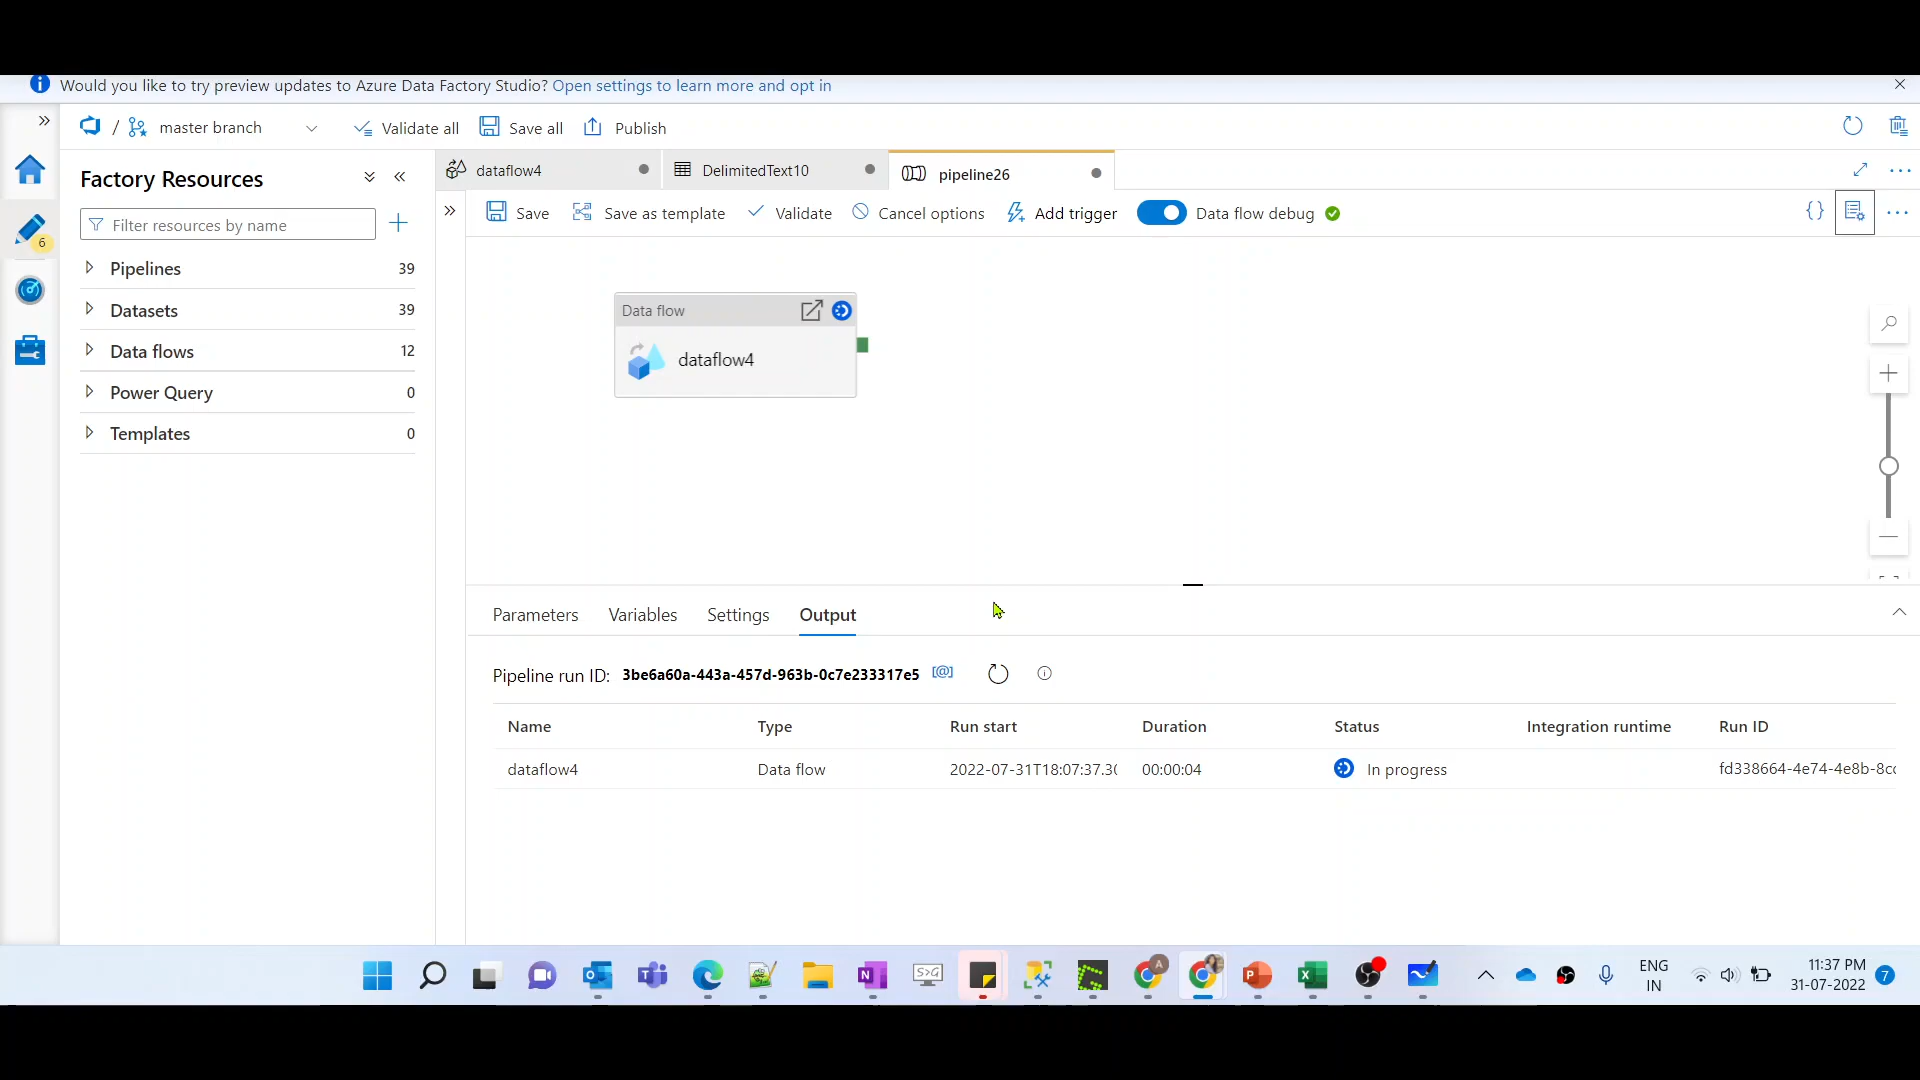 Would you like to try preview updates to Azure Data Factory Studio? Open settings to learn more and opt in
/ master branch Validate all Save all Publish
Factory Resources
Filter resources by name
6
Pipelines 39
Datasets 39
Data flows 12
Power Query 0
Templates 0
dataflow4 DelimitedText10 pipeline26
Save Save as template Validate Cancel options Add trigger Data flow debug {} ...
Data flow
dataflow4
Parameters Variables Settings Output
Pipeline run ID: 3be6a60a-443a-457d-963b-0c7e233317e5 [@]
Name Type Run start Duration Status Integration runtime Run ID
dataflow4 Data flow 2022-07-31T18:07:37.30 00:00:04 In progress fd338664-4e74-4e8b-8cc
S>G A P
ENG
IN
11:37 PM
31-07-2022
7